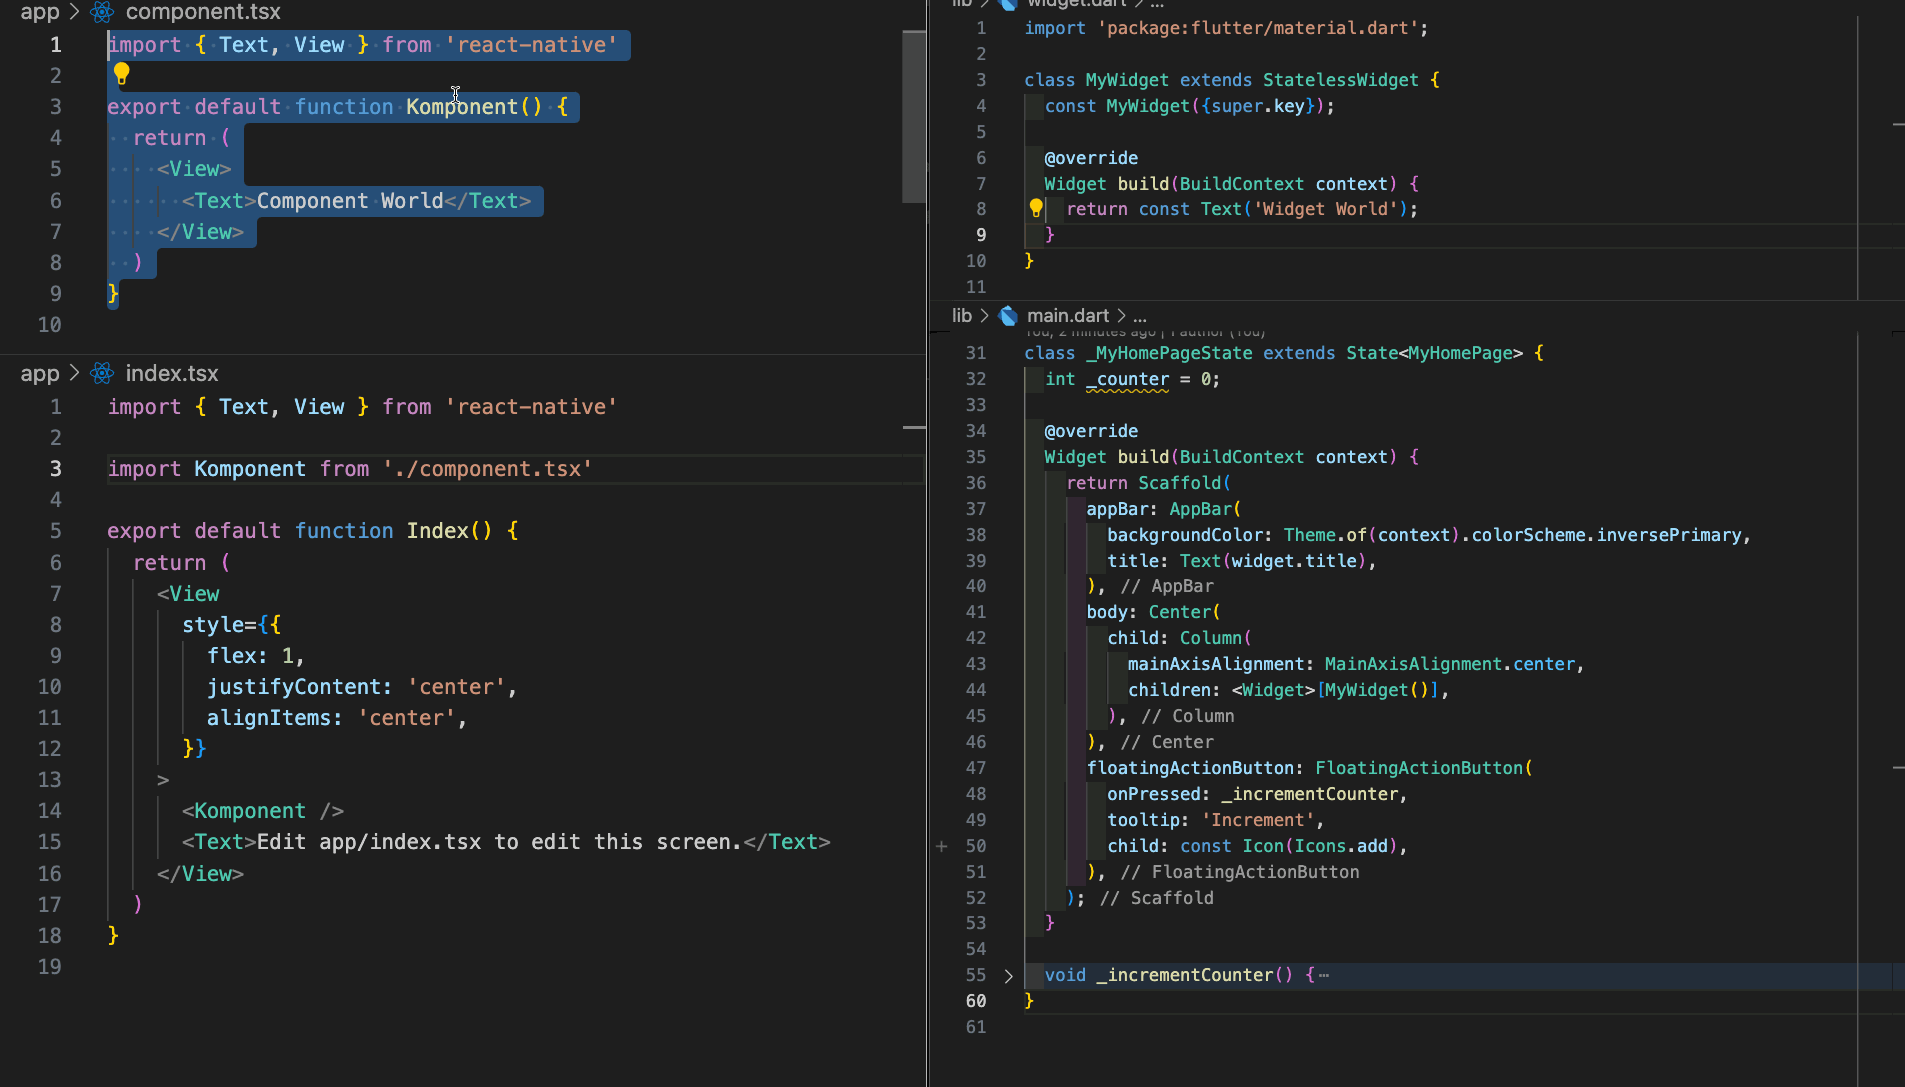 app > component.tsx
1 import { Text, View } from 'react-native'
2
3 export default function Komponent() {
4 return (
5 <View>
6 <Text>Component World</Text>
7 </View>
8 )
9 }
10
app > index.tsx
1 import { Text, View } from 'react-native'
2
3 import Komponent from './component.tsx'
4
5 export default function Index() {
6 return (
7 <View
8 style={{
9 flex: 1,
10 justifyContent: 'center',
11 alignItems: 'center',
12 }}
13 >
14 <Komponent />
15 <Text>Edit app/index.tsx to edit this screen.</Text>
16 </View>
17 )
18 }
19
lib > widget.dart > ...
1 import 'package:flutter/material.dart';
2
3 class MyWidget extends StatelessWidget {
4 const MyWidget({super.key});
5
6 @override
7 Widget build(BuildContext context) {
8 return const Text('Widget World');
9 }
10 }
11
lib > main.dart > ...
You, 2 minutes ago | 1 author (You)
31 class _MyHomePageState extends State<MyHomePage> {
32 int _counter = 0;
33
34 @override
35 Widget build(BuildContext context) {
36 return Scaffold(
37 appBar: AppBar(
38 backgroundColor: Theme.of(context).colorScheme.inversePrimary,
39 title: Text(widget.title),
40 ), // AppBar
41 body: Center(
42 child: Column(
43 mainAxisAlignment: MainAxisAlignment.center,
44 children: <Widget>[MyWidget()],
45 ), // Column
46 ), // Center
47 floatingActionButton: FloatingActionButton(
48 onPressed: _incrementCounter,
49 tooltip: 'Increment',
+ 50 child: const Icon(Icons.add),
51 ), // FloatingActionButton
52 ); // Scaffold
53 }
54
55 > void _incrementCounter() { ⋯
60 }
61